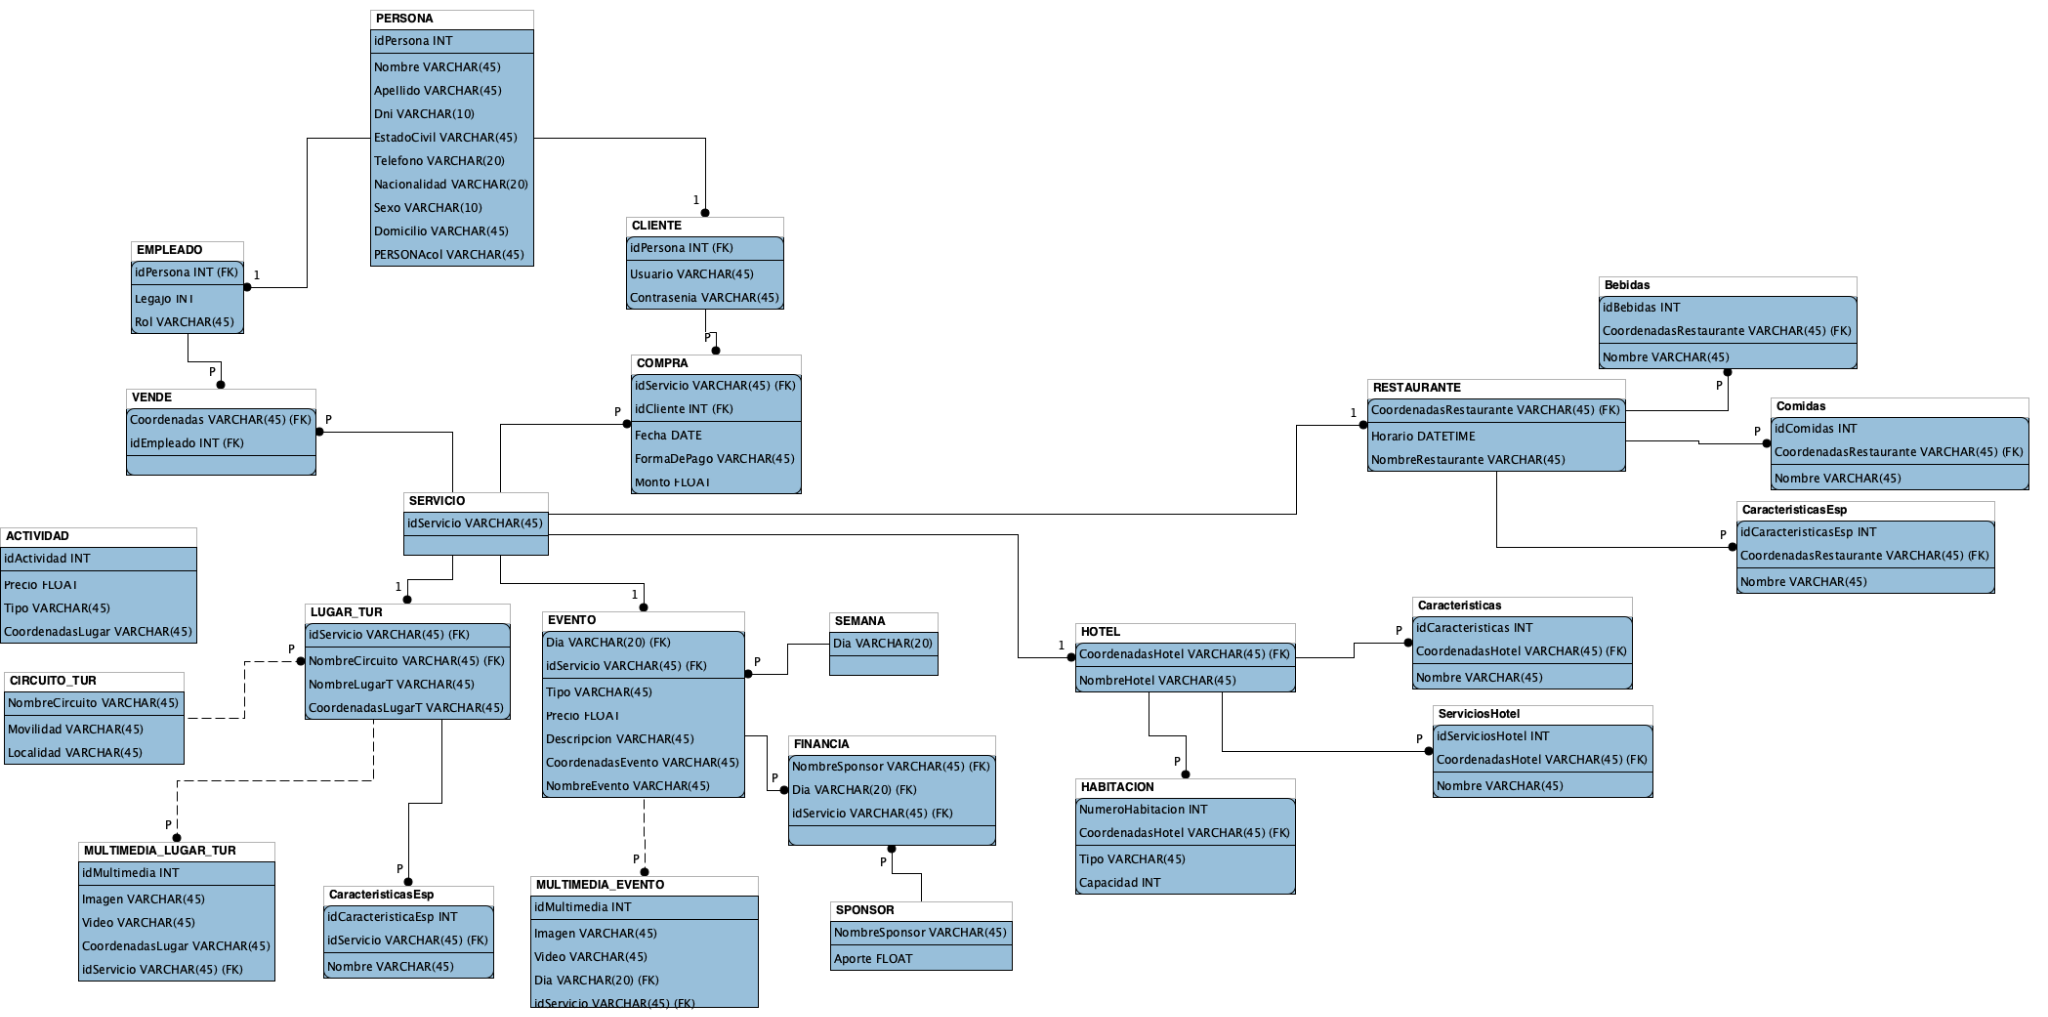 PERSONA
idPersona INT
Nombre VARCHAR(45)
Apellido VARCHAR(45)
Dni VARCHAR(10)
EstadoCivil VARCHAR(45)
Telefono VARCHAR(20)
Nacionalidad VARCHAR(20)
Sexo VARCHAR(10)
Domicilio VARCHAR(45)
PERSONAcol VARCHAR(45)
1
1
EMPLEADO
idPersona INT (FK)
Legajo INT
Rol VARCHAR(45)
P
CLIENTE
idPersona INT (FK)
Usuario VARCHAR(45)
Contrasenia VARCHAR(45)
P
VENDE
Coordenadas VARCHAR(45) (FK)
idEmpleado INT (FK)
P
COMPRA
idServicio VARCHAR(45) (FK)
idCliente INT (FK)
Fecha DATE
FormaDePago VARCHAR(45)
Monto FLOAT
P
SERVICIO
idServicio VARCHAR(45)
1
1
1
1
RESTAURANTE
CoordenadasRestaurante VARCHAR(45) (FK)
Horario DATETIME
NombreRestaurante VARCHAR(45)
Bebidas
idBebidas INT
CoordenadasRestaurante VARCHAR(45) (FK)
Nombre VARCHAR(45)
P
Comidas
idComidas INT
CoordenadasRestaurante VARCHAR(45) (FK)
Nombre VARCHAR(45)
P
CaracteristicasEsp
idCaracteristicasEsp INT
CoordenadasRestaurante VARCHAR(45) (FK)
Nombre VARCHAR(45)
P
ACTIVIDAD
idActividad INT
Precio FLOAT
Tipo VARCHAR(45)
CoordenadasLugar VARCHAR(45)
CIRCUITO_TUR
NombreCircuito VARCHAR(45)
Movilidad VARCHAR(45)
Localidad VARCHAR(45)
P
LUGAR_TUR
idServicio VARCHAR(45) (FK)
NombreCircuito VARCHAR(45) (FK)
NombreLugarT VARCHAR(45)
CoordenadasLugarT VARCHAR(45)
EVENTO
Dia VARCHAR(20) (FK)
idServicio VARCHAR(45) (FK)
Tipo VARCHAR(45)
Precio FLOAT
Descripcion VARCHAR(45)
CoordenadasEvento VARCHAR(45)
NombreEvento VARCHAR(45)
P
SEMANA
Dia VARCHAR(20)
P
FINANCIA
NombreSponsor VARCHAR(45) (FK)
Dia VARCHAR(20) (FK)
idServicio VARCHAR(45) (FK)
P
SPONSOR
NombreSponsor VARCHAR(45)
Aporte FLOAT
HOTEL
CoordenadasHotel VARCHAR(45) (FK)
NombreHotel VARCHAR(45)
P
Caracteristicas
idCaracteristicas INT
CoordenadasHotel VARCHAR(45) (FK)
Nombre VARCHAR(45)
P
ServiciosHotel
idServiciosHotel INT
CoordenadasHotel VARCHAR(45) (FK)
Nombre VARCHAR(45)
P
HABITACION
NumeroHabitacion INT
CoordenadasHotel VARCHAR(45) (FK)
Tipo VARCHAR(45)
Capacidad INT
P
MULTIMEDIA_LUGAR_TUR
idMultimedia INT
Imagen VARCHAR(45)
Video VARCHAR(45)
CoordenadasLugar VARCHAR(45)
idServicio VARCHAR(45) (FK)
P
CaracteristicasEsp
idCaracteristicaEsp INT
idServicio VARCHAR(45) (FK)
Nombre VARCHAR(45)
P
MULTIMEDIA_EVENTO
idMultimedia INT
Imagen VARCHAR(45)
Video VARCHAR(45)
Dia VARCHAR(20) (FK)
idServicio VARCHAR(45) (FK)